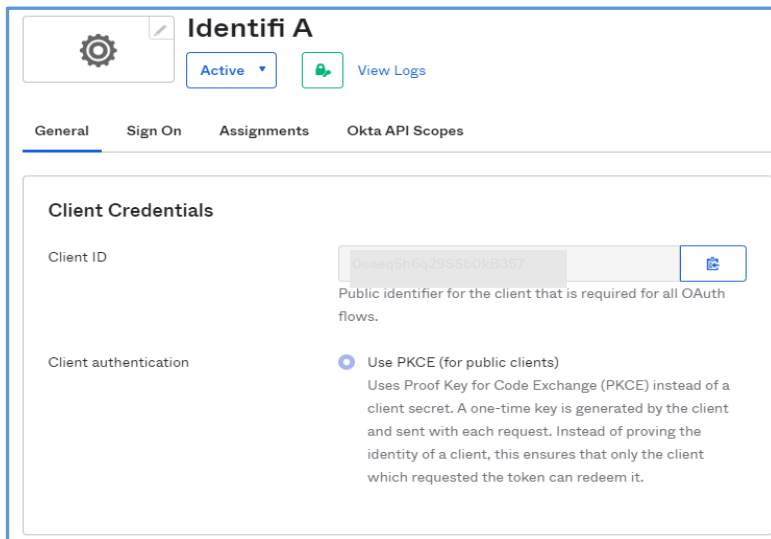 Identifi A
Active
View Logs
General Sign On Assignments Okta API Scopes
Client Credentials
Client ID
Public identifier for the client that is required for all OAuth
flows.
Client authentication
Use PKCE (for public clients)
Uses Proof Key for Code Exchange (PKCE) instead of a
client secret. A one-time key is generated by the client
and sent with each request. Instead of proving the
identity of a client, this ensures that only the client
which requested the token can redeem it.